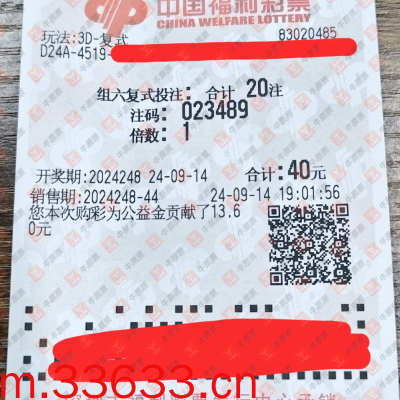 中国福利彩票
CHINA WELFARE LOTTERY
玩法:3D-复式 83020485
D24A-4519-
组六复式投注: 合计 20注
注码: 023489
倍数: 1
开奖期:2024248 24-09-14 合计:40元
销售期:2024248-44 24-09-14 19:01:56
您本次购彩为公益金贡献了13.6
0元
m.33633.cn